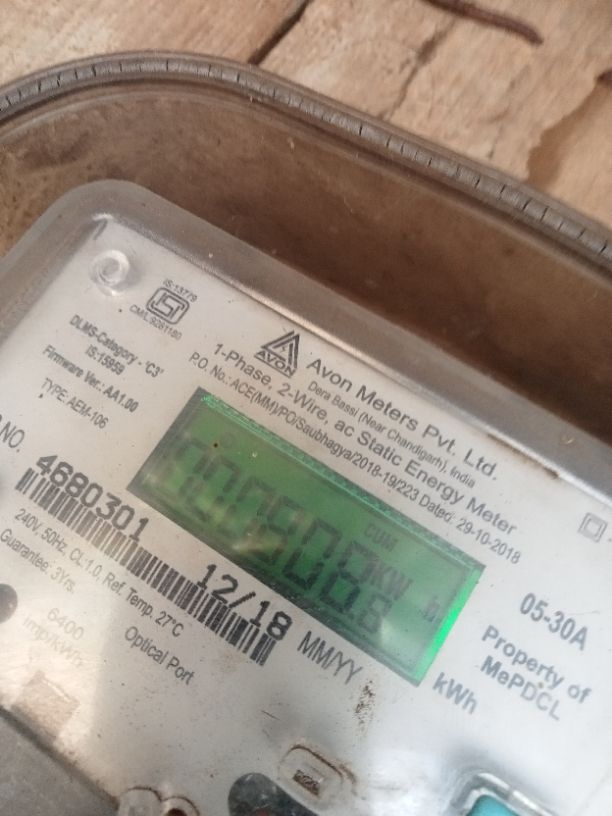 IS:13779
CM/L:9281180
DLMS-Category - 'C3'
IS:15959
Firmware Ver.: AA1.00
TYPE: AEM-106
AVON
Avon Meters Pvt. Ltd.
Dera Bassi (Near Chandigarh), India
1-Phase, 2-Wire, ac Static Energy Meter
P.O. No.: ACE(MM)/PO/Saubhagya/2018-19/223 Dated: 29-10-2018
NO.
4680301
12/18 MM/YY
CUM
KW h
kWh
05-30A
Property of
MePDCL
240V, 50Hz, CL:1.0, Ref. Temp. 27°C
Guarantee: 3Yrs.
6400
imp/kWh
Optical Port